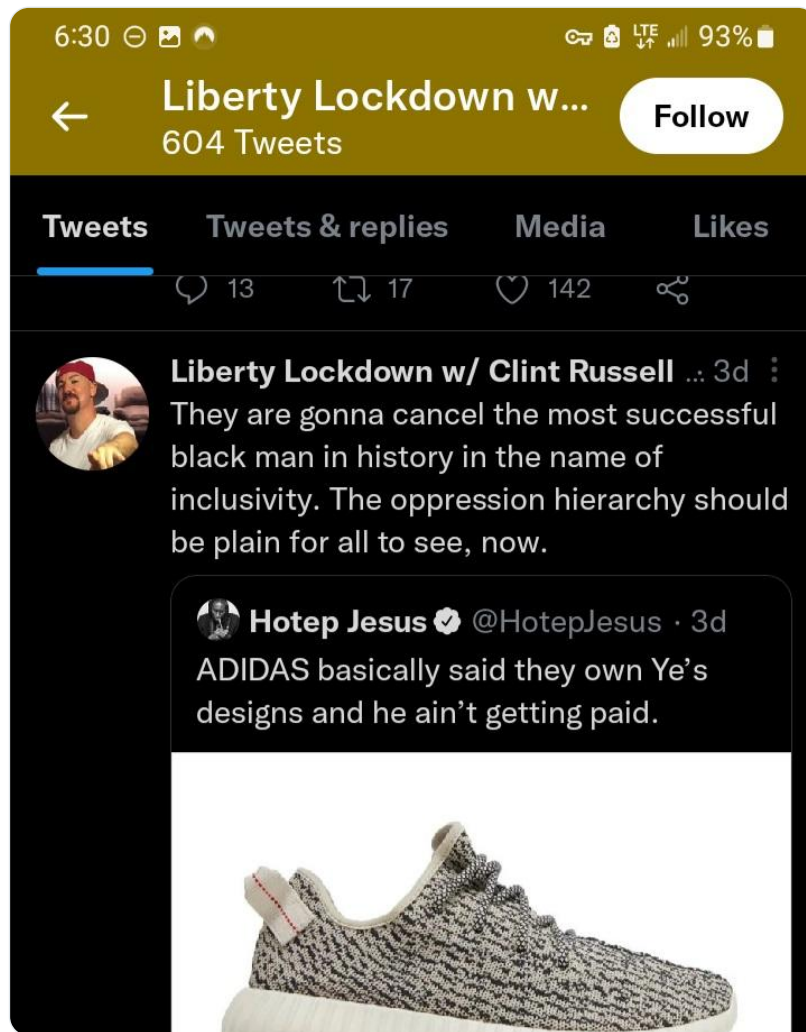 6:30 LTE 93%
Liberty Lockdown w...
Follow
604 Tweets
Tweets Tweets & replies Media Likes
13 17 142
Liberty Lockdown w/ Clint Russell ... 3d
They are gonna cancel the most successful
black man in history in the name of
inclusivity. The oppression hierarchy should
be plain for all to see, now.
Hotep Jesus @HotepJesus · 3d
ADIDAS basically said they own Ye’s
designs and he ain’t getting paid.